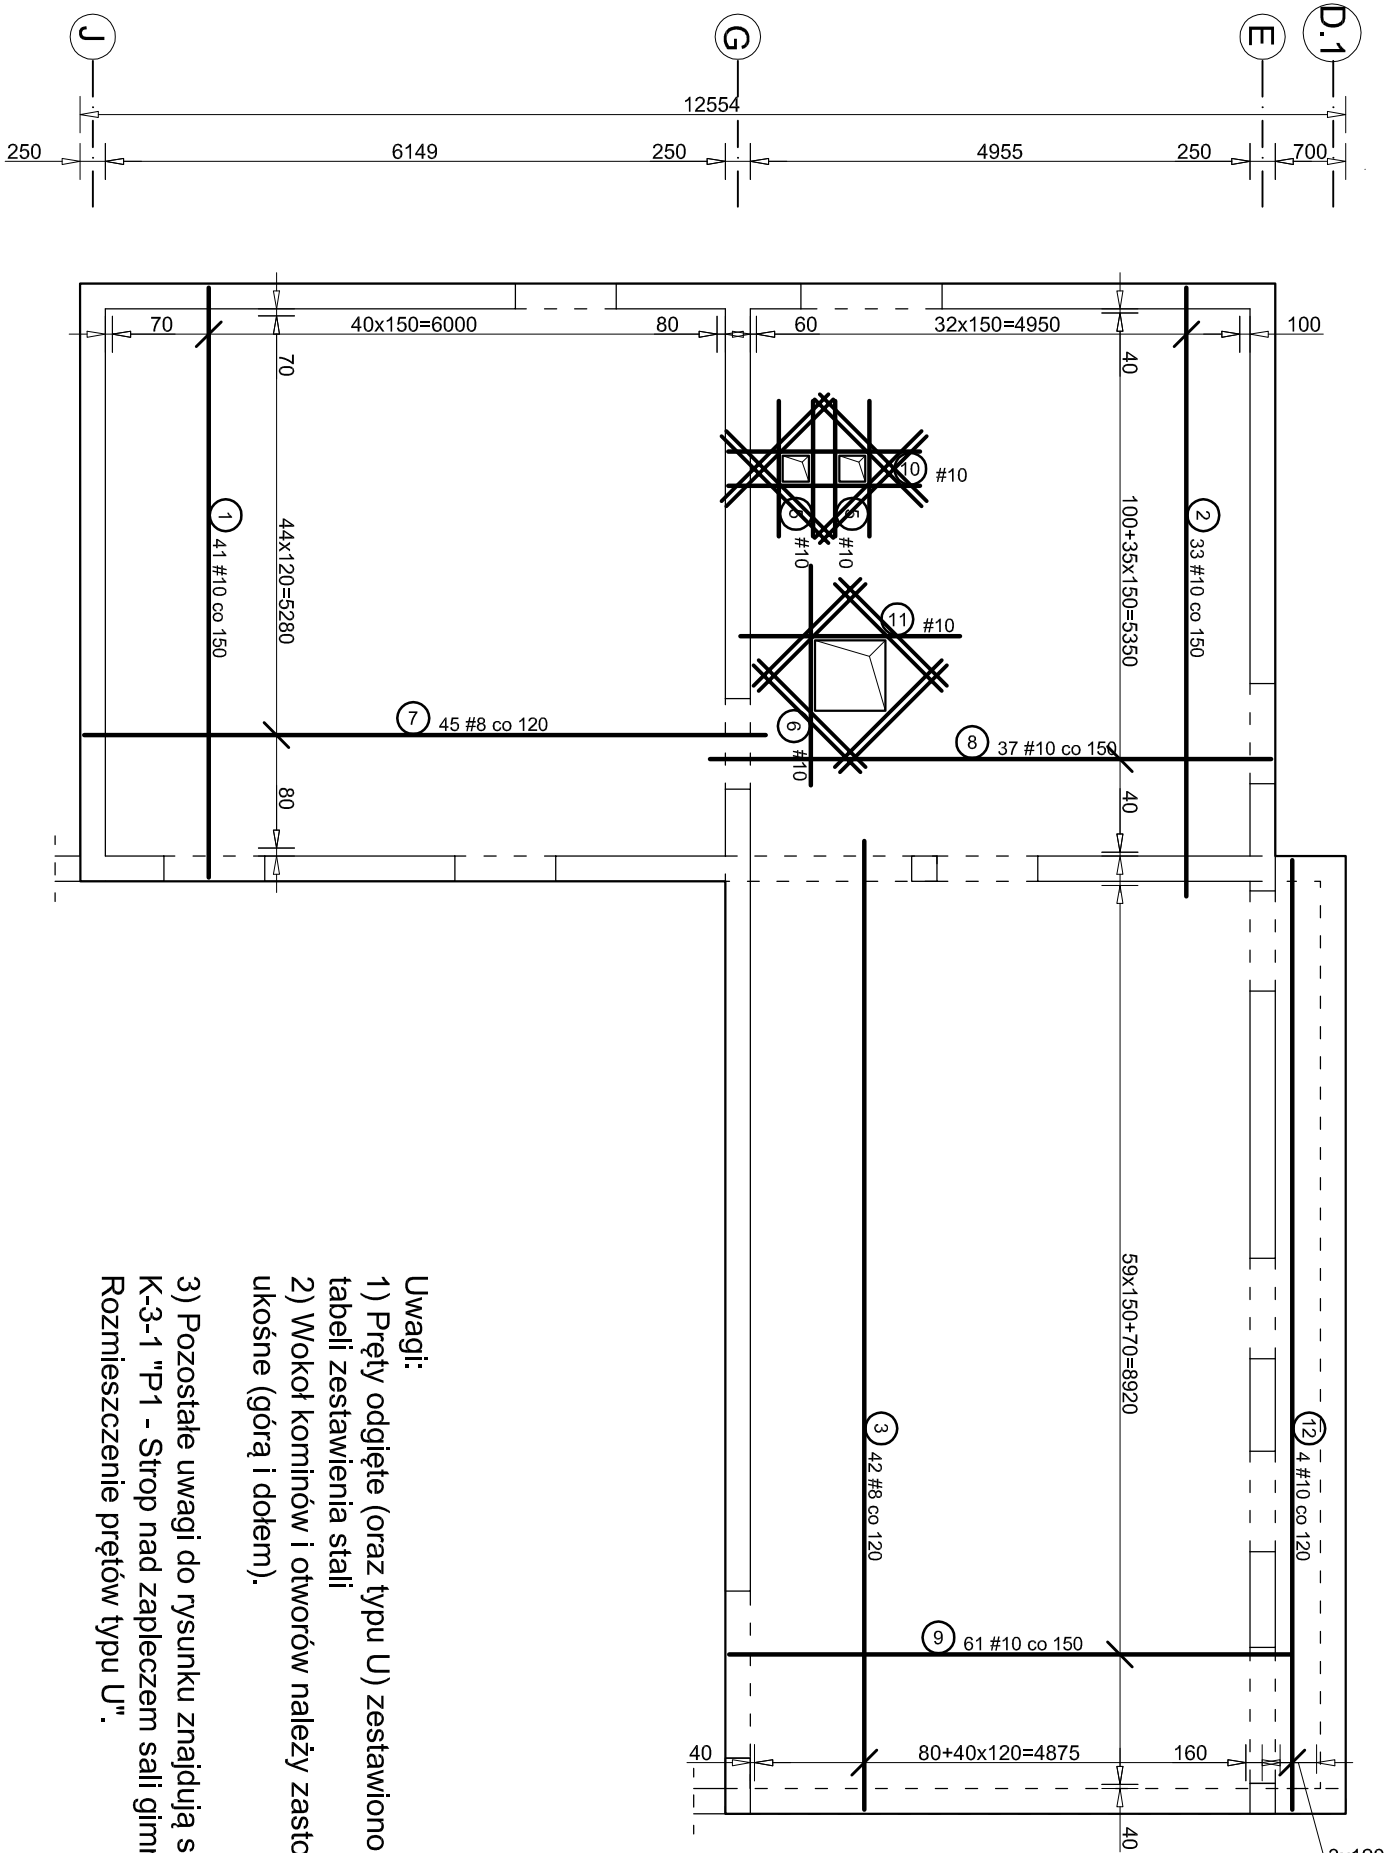 J
G
E
D.1
12554
250
6149
250
4955
250
700
70
40x150=6000
80
60
32x150=4950
100
70
40
10
#10
1
41 #10 co 150
44x120=5280
5
#10
#10
100+35x150=5350
2
33 #10 co 150
11
#10
7
45 #8 co 120
6
#10
8
37 #10 co 150
80
40
59x150+70=8920
3
42 #8 co 120
12
4 #10 co 120
9
61 #10 co 150
40
80+40x120=4875
160
40
Uwagi:
1) Pręty odgięte (oraz typu U) zestawiono
tabeli zestawienia stali
2) Wokół kominów i otworów należy
ukośne (górą i dołem).
3) Pozostałe uwagi do rysunku znajdują
K-3-1 "P1 - Strop nad zapleczem sali
Rozmieszczenie prętów typu U".